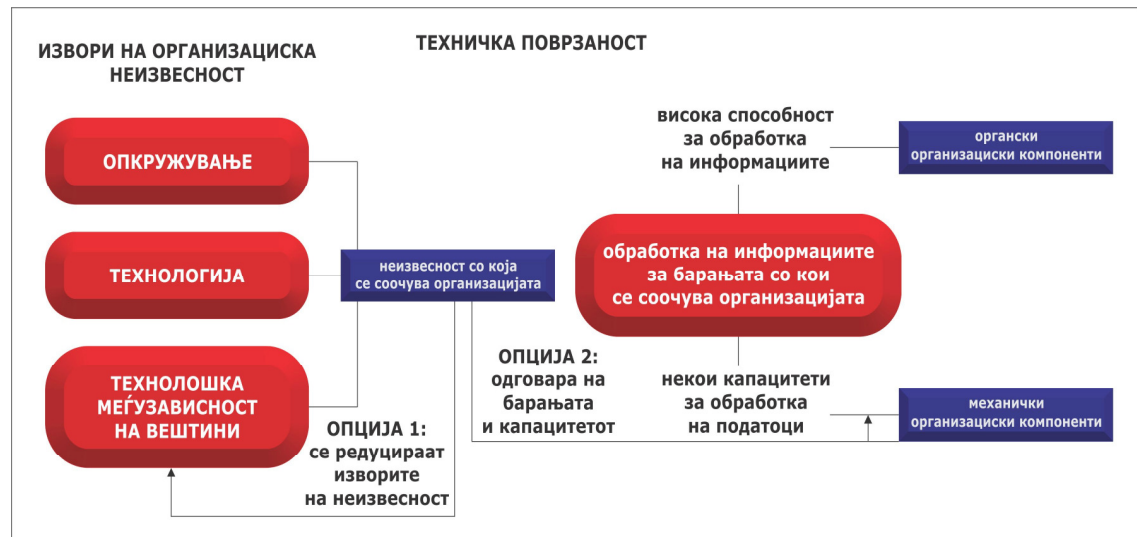 ИЗВОРИ НА ОРГАНИЗАЦИСКА
НЕИЗВЕСНОСТ
ТЕХНИЧКА ПОВРЗАНОСТ
ОПКРУЖУВАЊЕ
ТЕХНОЛОГИЈА
ТЕХНОЛОШКА
МЕЃУЗАВИСНОСТ
НА ВЕШТИНИ
неизвесност со која
се соочува организацијата
ОПЦИЈА 1:
се редуцираат
изворите
на неизвесност
ОПЦИЈА 2:
одговара на
барањата
и капацитетот
висока способност
за обработка
на информациите
обработка на информациите
за барањата со кои
се соочува организацијата
некои капацитети
за обработка
на податоци
органски
организациски компоненти
механички
организациски компоненти